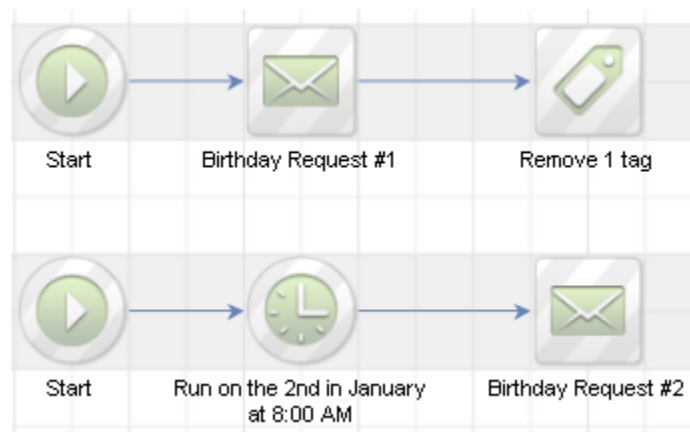 Start
Birthday Request #1
Remove 1 tag
Start
Run on the 2nd in January
at 8:00 AM
Birthday Request #2